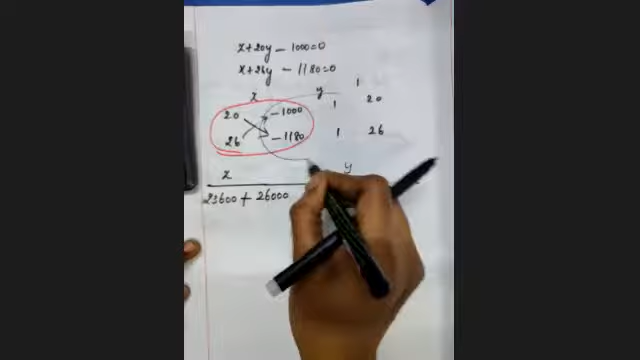 x+20y - 1000=0
x+26y - 1180=0
x y 1
20 -1000 1 20
26 -1180 1 26
x y
23600 + 26000